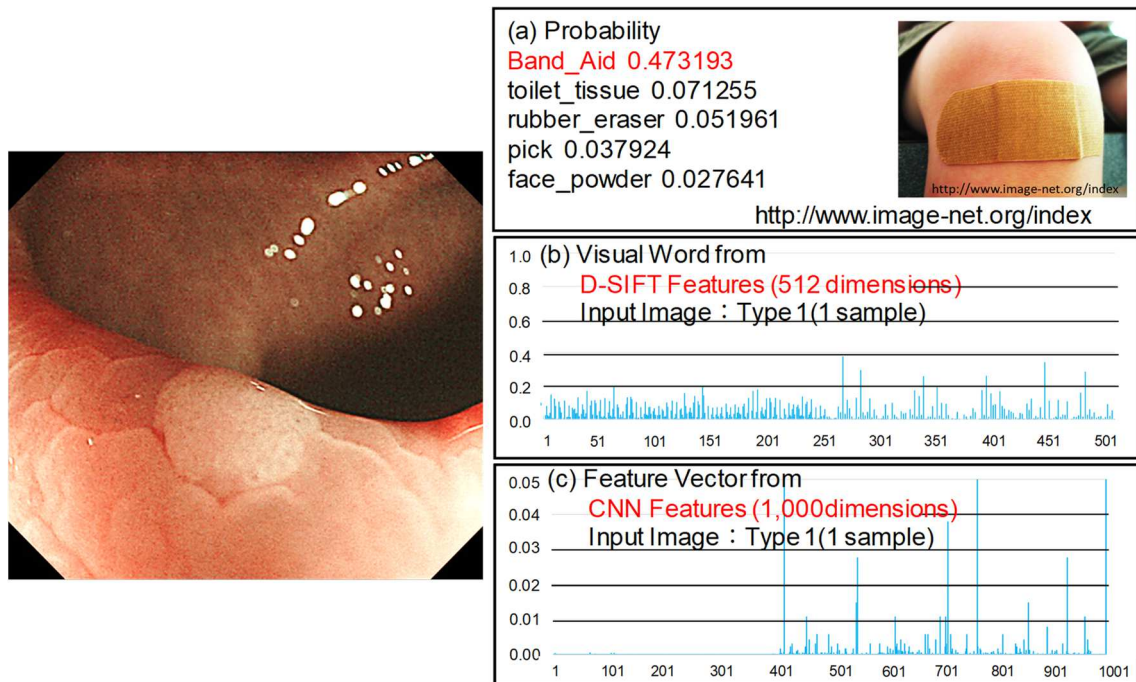 (a) Probability
Band_Aid 0.473193
toilet_tissue 0.071255
rubber_eraser 0.051961
pick 0.037924
face_powder 0.027641
http://www.image-net.org/index
http://www.image-net.org/index
(b) Visual Word from
D-SIFT Features (512 dimensions)
Input Image：Type 1(1 sample)
1.0
0.8
0.6
0.4
0.2
0.0
1 51 101 151 201 251 301 351 401 451 501
(c) Feature Vector from
CNN Features (1,000dimensions)
Input Image：Type 1(1 sample)
0.05
0.04
0.03
0.02
0.01
0.00
1 101 201 301 401 501 601 701 801 901 1001